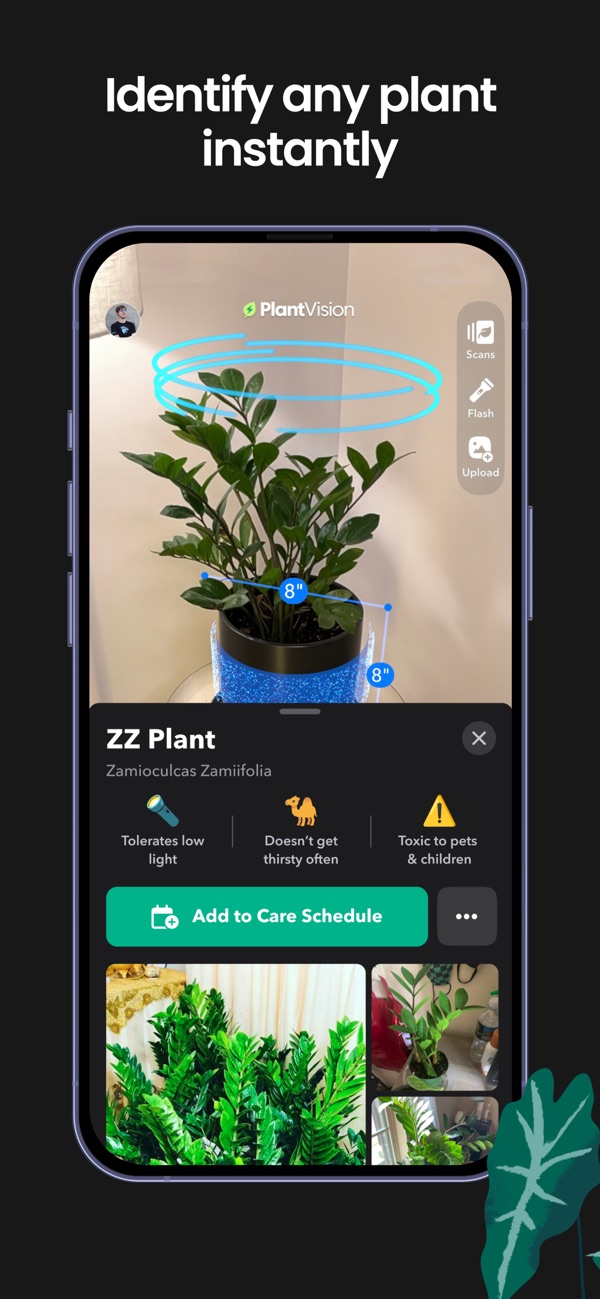 Identify any plant
instantly
PlantVision
Scans
Flash
Upload
8"
8"
ZZ Plant
Zamioculcas Zamiifolia
Tolerates low
light
Doesn't get
thirsty often
Toxic to pets
& children
Add to Care Schedule